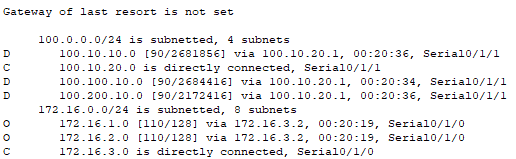 Gateway of last resort is not set
100.0.0.0/24 is subnetted, 4 subnets
D 100.10.10.0 [90/2681856] via 100.10.20.1, 00:20:36, Serial0/1/1
C 100.10.20.0 is directly connected, Serial0/1/1
D 100.100.10.0 [90/2684416] via 100.10.20.1, 00:20:34, Serial0/1/1
D 100.200.10.0 [90/2172416] via 100.10.20.1, 00:20:36, Serial0/1/1
172.16.0.0/24 is subnetted, 8 subnets
O 172.16.1.0 [110/128] via 172.16.3.2, 00:20:19, Serial0/1/0
O 172.16.2.0 [110/128] via 172.16.3.2, 00:20:19, Serial0/1/0
C 172.16.3.0 is directly connected, Serial0/1/0